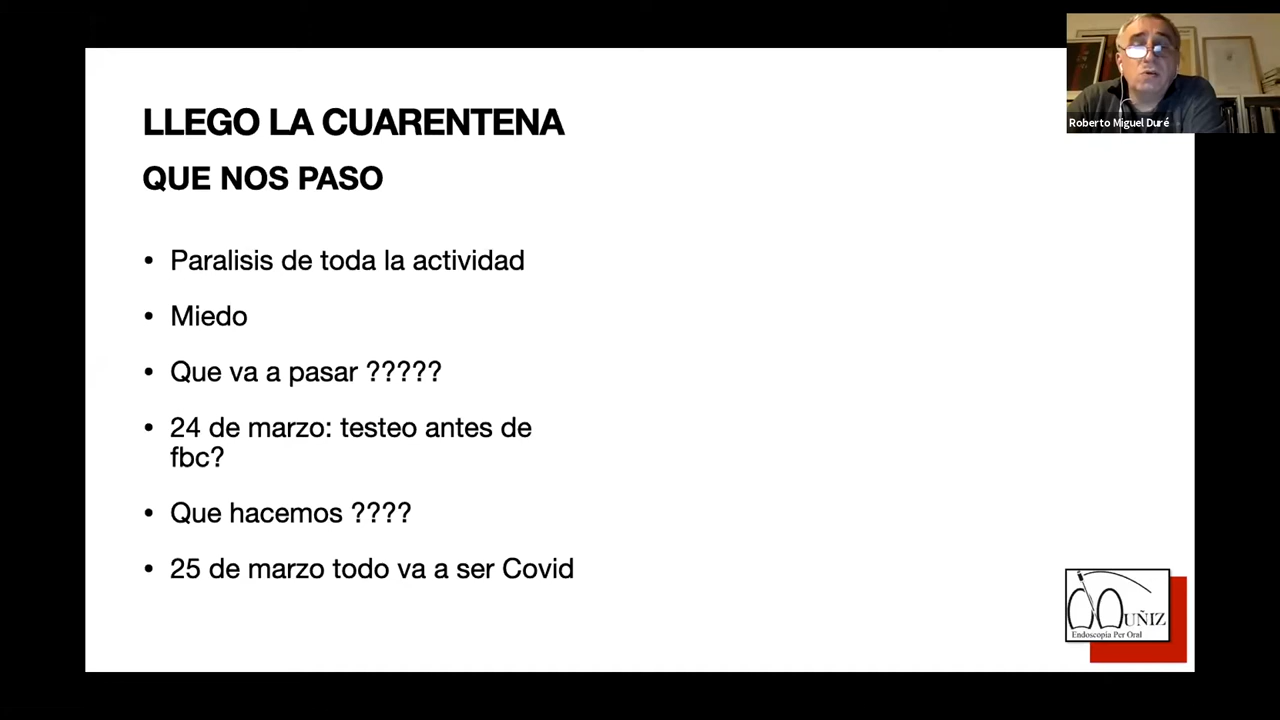 LLEGO LA CUARENTENA
QUE NOS PASO
• Paralisis de toda la actividad
• Miedo
• Que va a pasar ?????
• 24 de marzo: testeo antes de
fbc?
• Que hacemos ????
• 25 de marzo todo va a ser Covid
Roberto Miguel Duré
UÑIZ
Endoscopía Per Oral